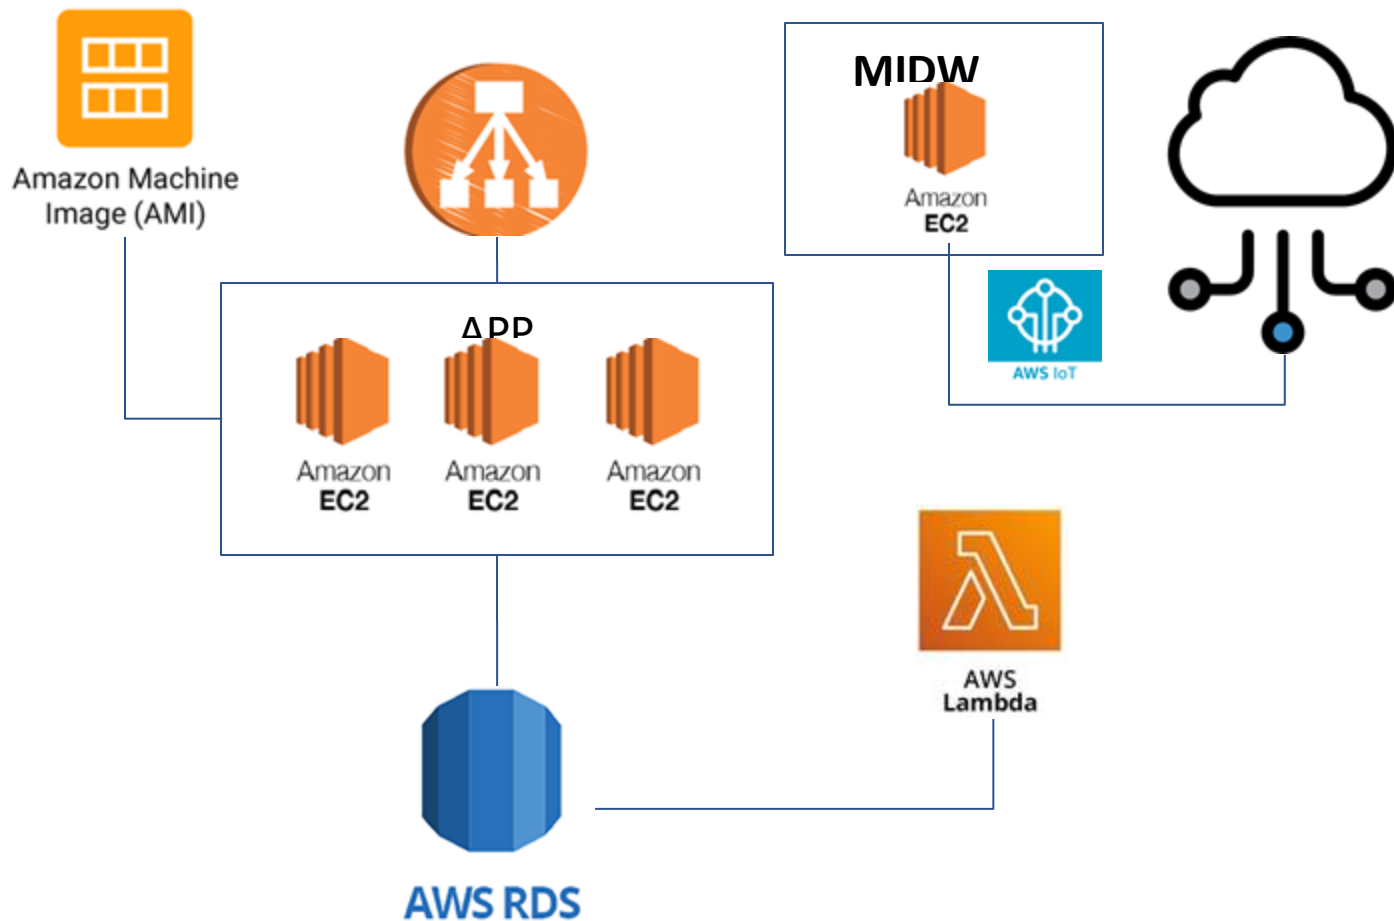 Amazon Machine
Image (AMI)
MIDW
Amazon
EC2
AWS IoT
APP
Amazon
EC2
Amazon
EC2
Amazon
EC2
AWS
Lambda
AWS RDS